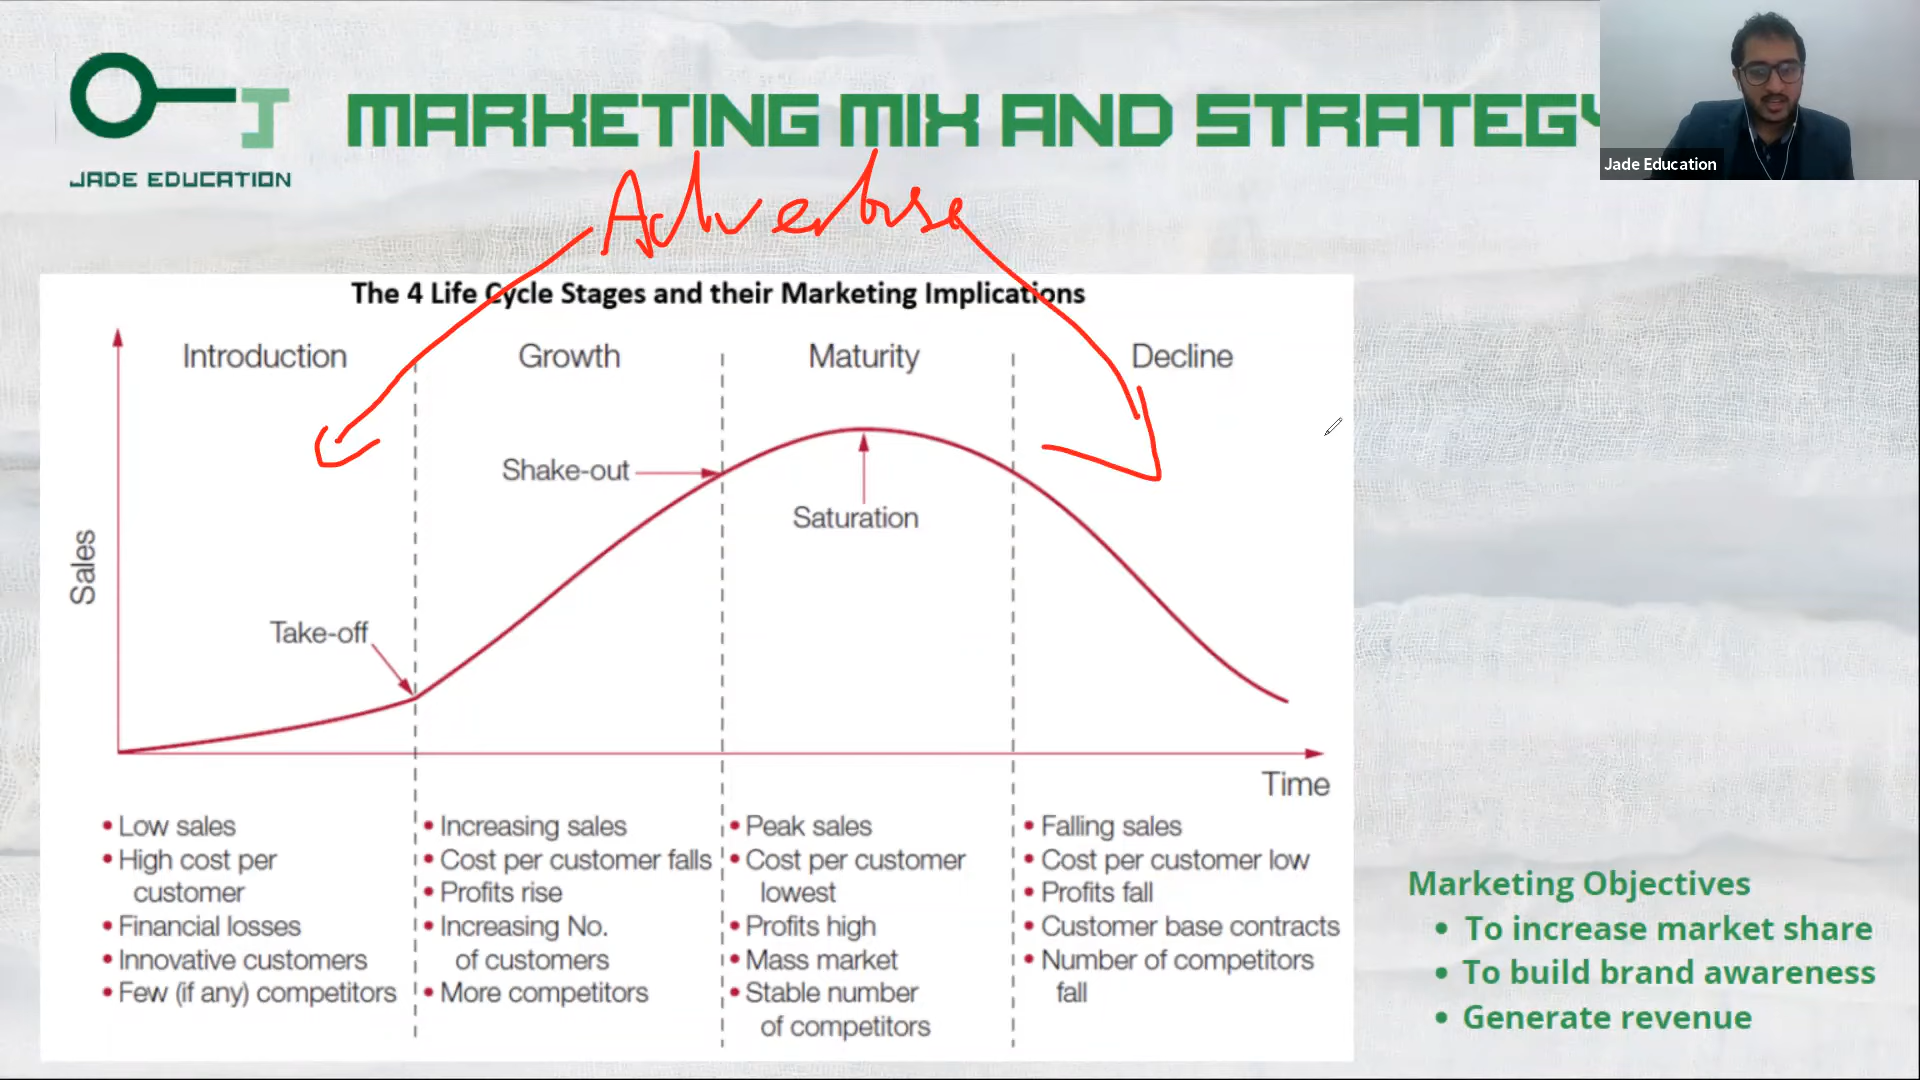 MARKETING MIX AND STRATEGY
JADE EDUCATION
Jade Education
Advertise
The 4 Life Cycle Stages and their Marketing Implications
Introduction
Growth
Maturity
Decline
Shake-out
Saturation
Sales
Take-off
Time
• Low sales
• High cost per
customer
• Financial losses
• Innovative customers
• Few (if any) competitors
• Increasing sales
• Cost per customer falls
• Profits rise
• Increasing No.
of customers
• More competitors
• Peak sales
• Cost per customer
lowest
• Profits high
• Mass market
• Stable number
of competitors
• Falling sales
• Cost per customer low
• Profits fall
• Customer base contracts
• Number of competitors
fall
Marketing Objectives
• To increase market share
• To build brand awareness
• Generate revenue